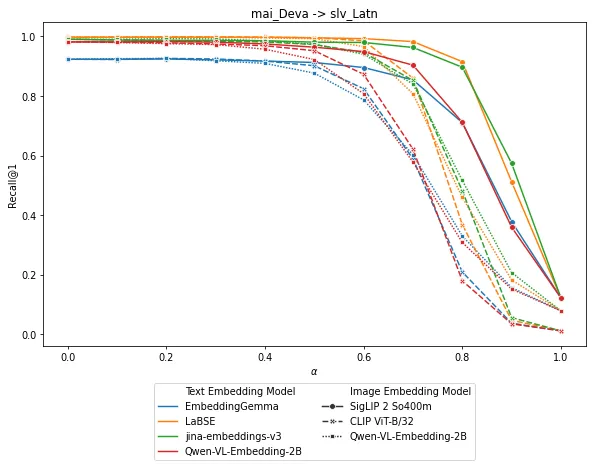 mai_Deva -> slv_Latn
1.0
0.8
0.6
0.4
0.2
0.0
Recall@1
0.0 0.2 0.4 0.6 0.8 1.0
α
Text Embedding Model Image Embedding Model
EmbeddingGemma SigLIP 2 So400m
LaBSE CLIP ViT-B/32
jina-embeddings-v3 Qwen-VL-Embedding-2B
Qwen-VL-Embedding-2B